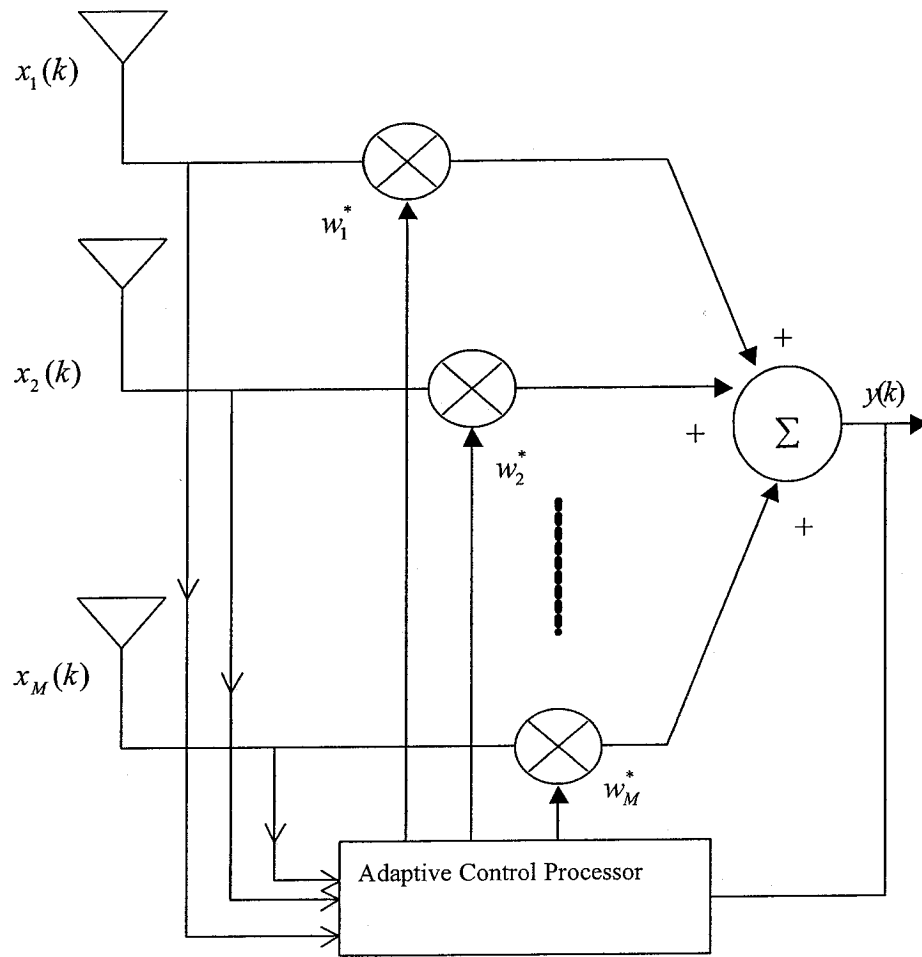 x₁(k)
w₁*
x₂(k)
w₂*
+
+
+
Σ
y(k)
x_M(k)
w_M*
Adaptive Control Processor